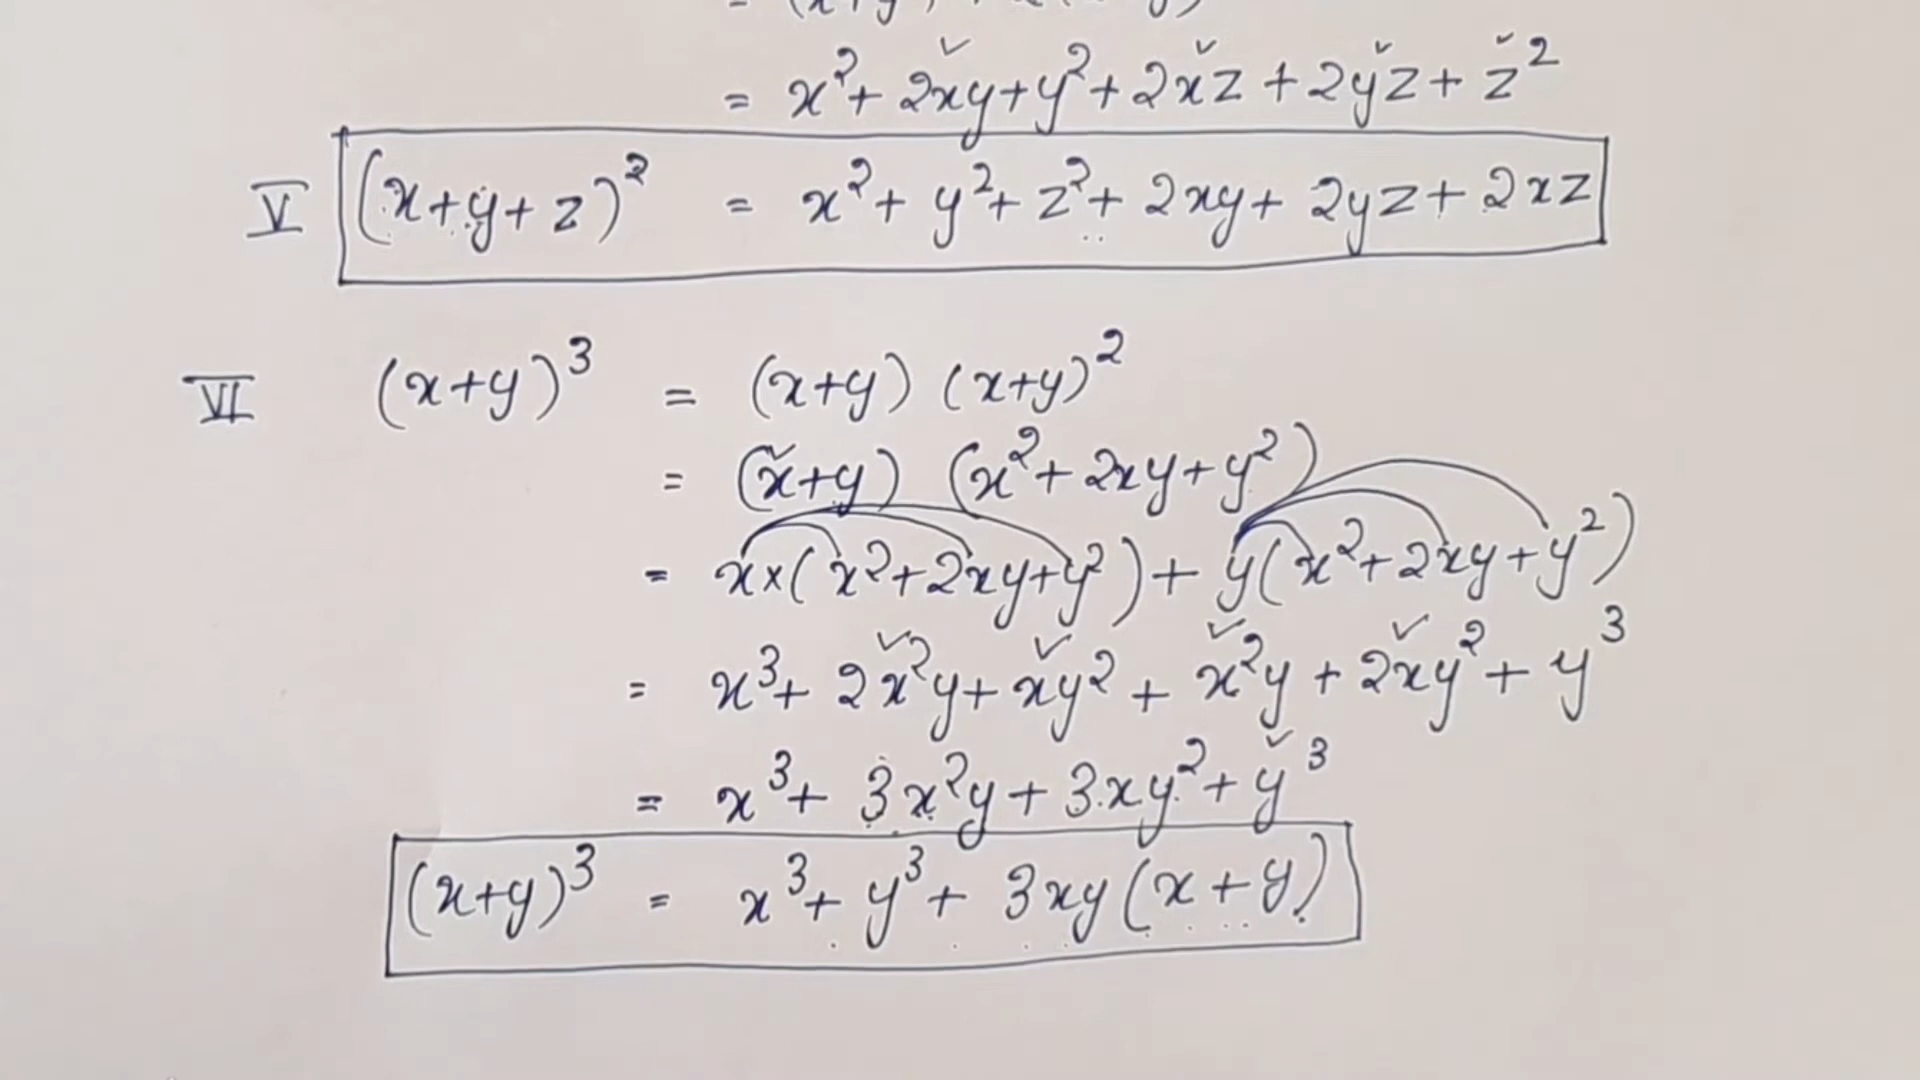 = x² + 2xy + y² + 2xz + 2yz + z²
V (x+y+z)² = x² + y² + z² + 2xy + 2yz + 2xz
VI (x+y)³ = (x+y) (x+y)²
= (x+y) (x² + 2xy + y²)
= x×(x² + 2xy + y²) + y(x² + 2xy + y²)
= x³ + 2x²y + xy² + x²y + 2xy² + y³
= x³ + 3x²y + 3xy² + y³
(x+y)³ = x³ + y³ + 3xy(x+y)